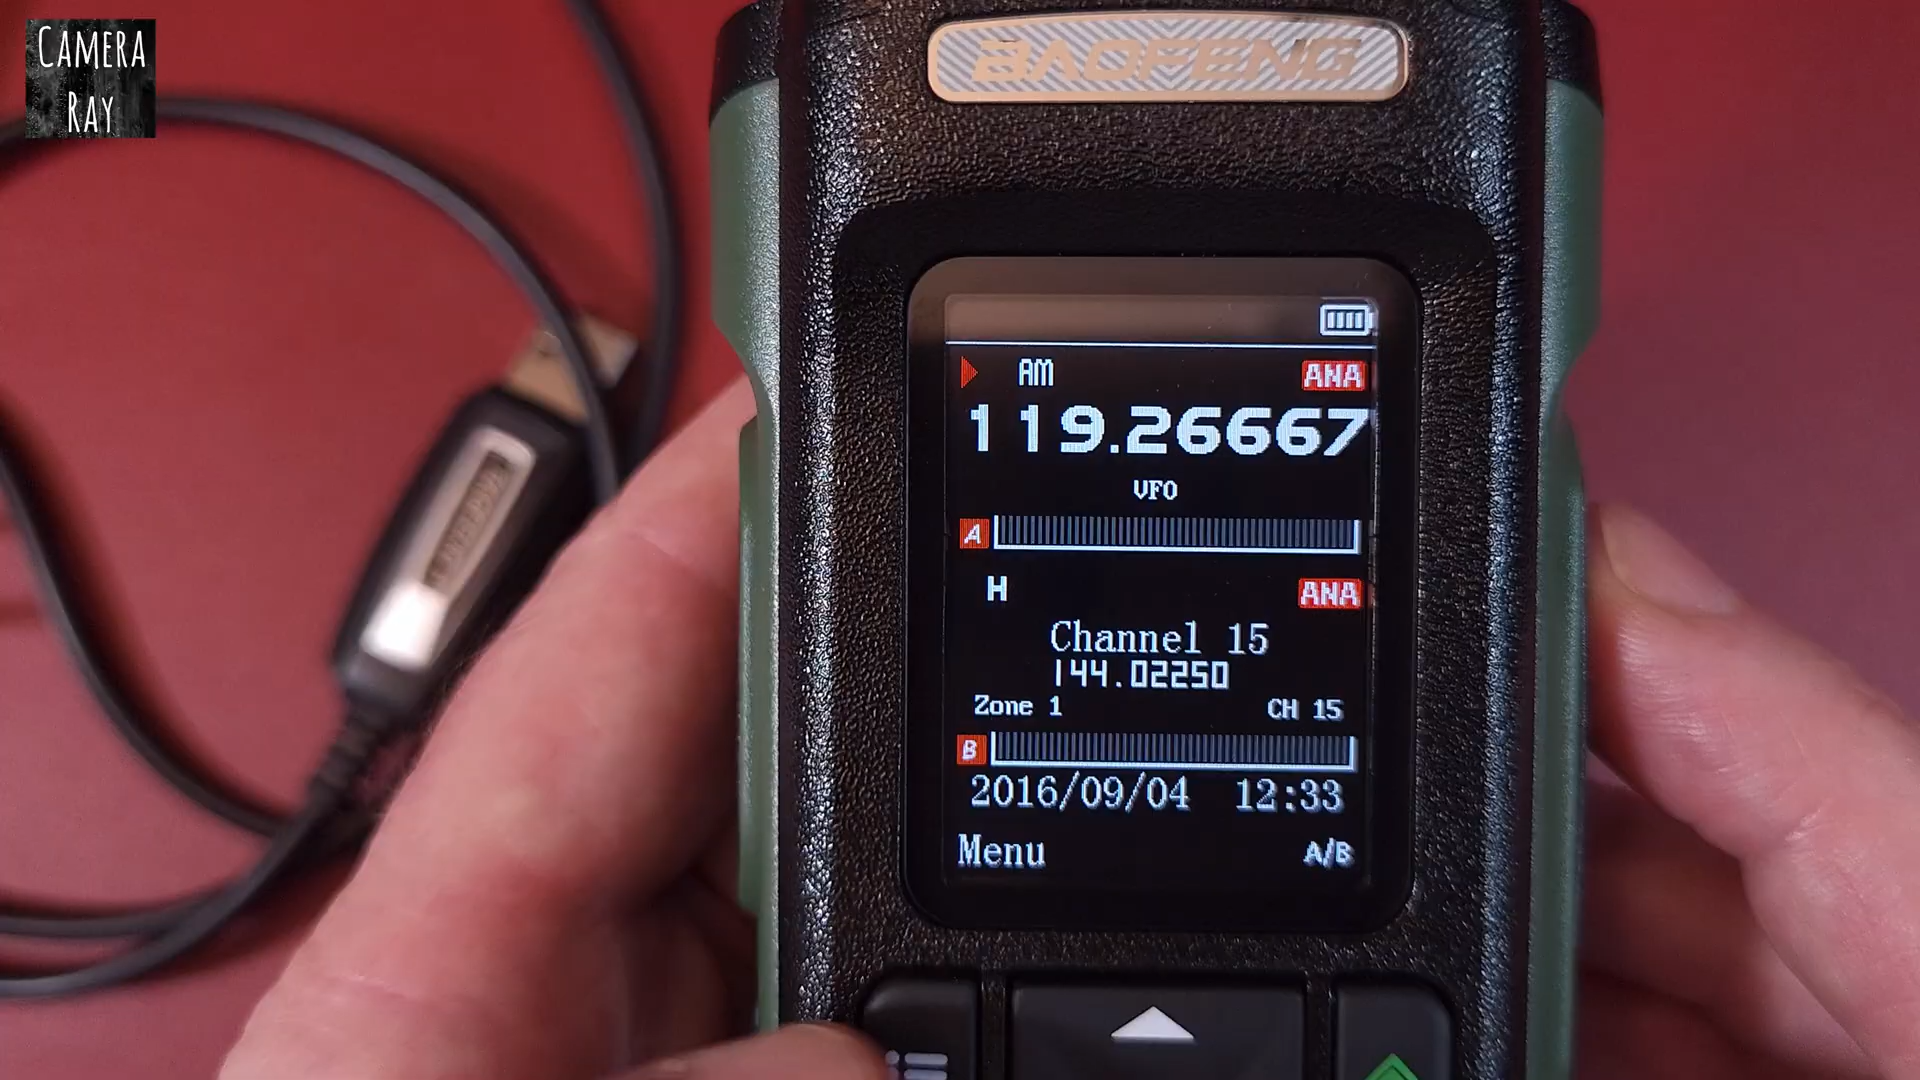 CAMERA
RAY
BAOFENG
AM ANA
119.26667
VFO
A
H ANA
Channel 15
144.02250
Zone 1 CH 15
B
2016/09/04 12:33
Menu A/B